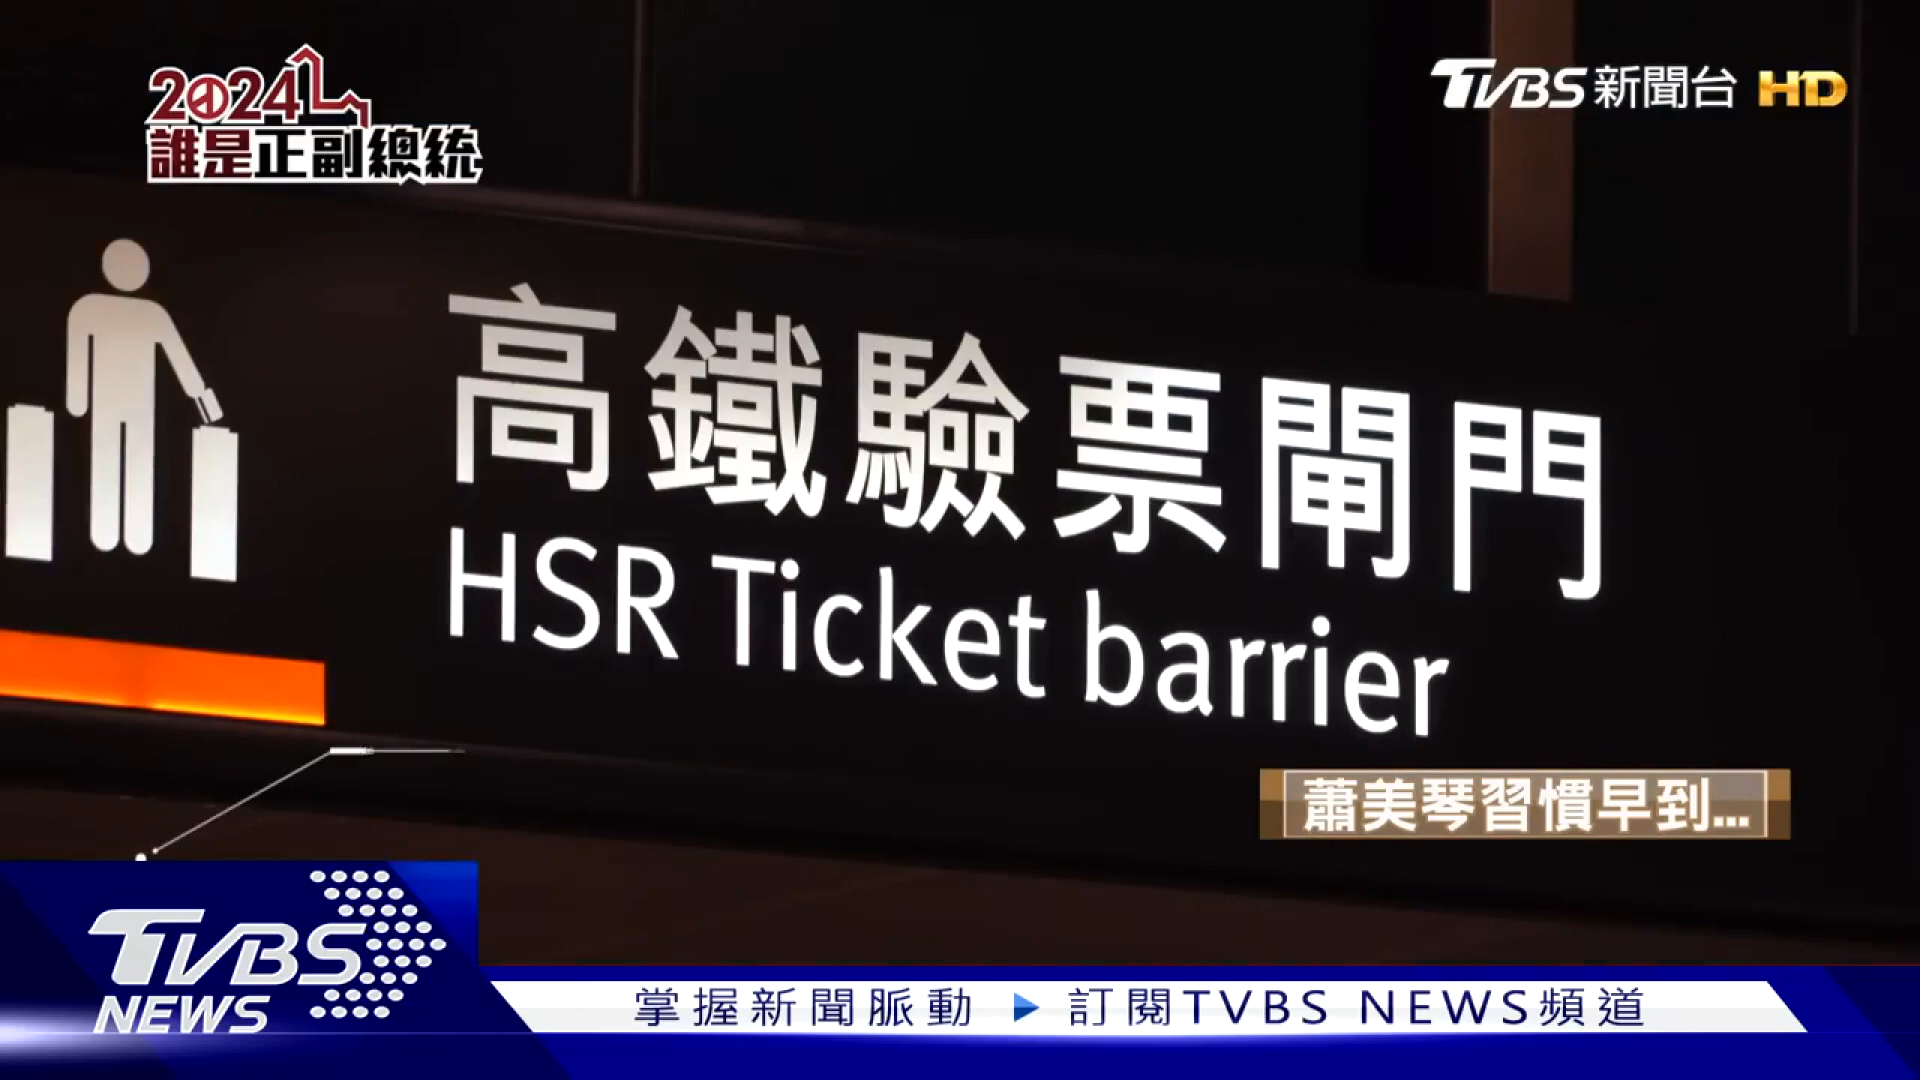 2024
誰是正副總統
TVBS新聞台 HD
高鐵驗票閘門
HSR Ticket barrier
蕭美琴習慣早到...
TVBS
NEWS
掌握新聞脈動 ▶ 訂閱TVBS NEWS頻道